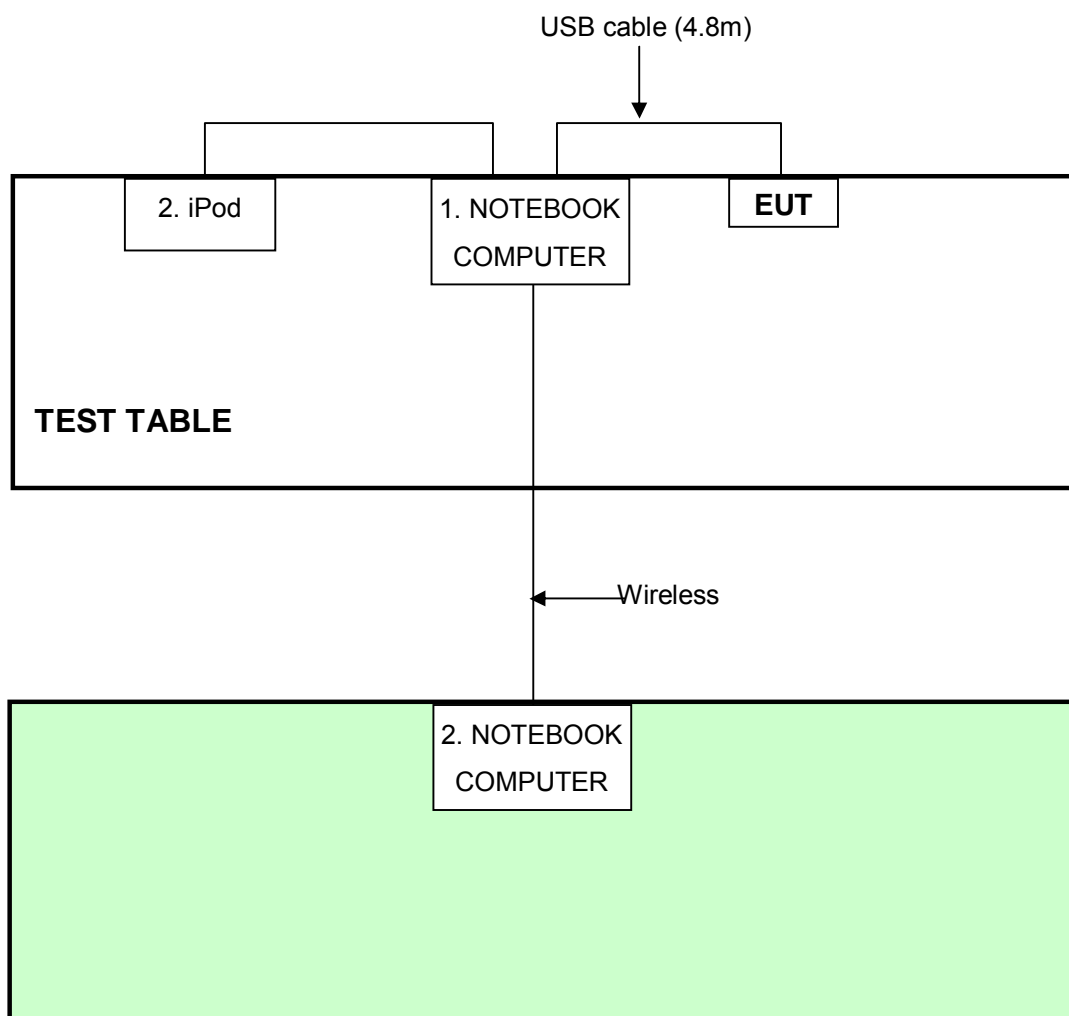 USB cable (4.8m)
2. iPod
1. NOTEBOOK
COMPUTER
EUT
TEST TABLE
Wireless
2. NOTEBOOK
COMPUTER